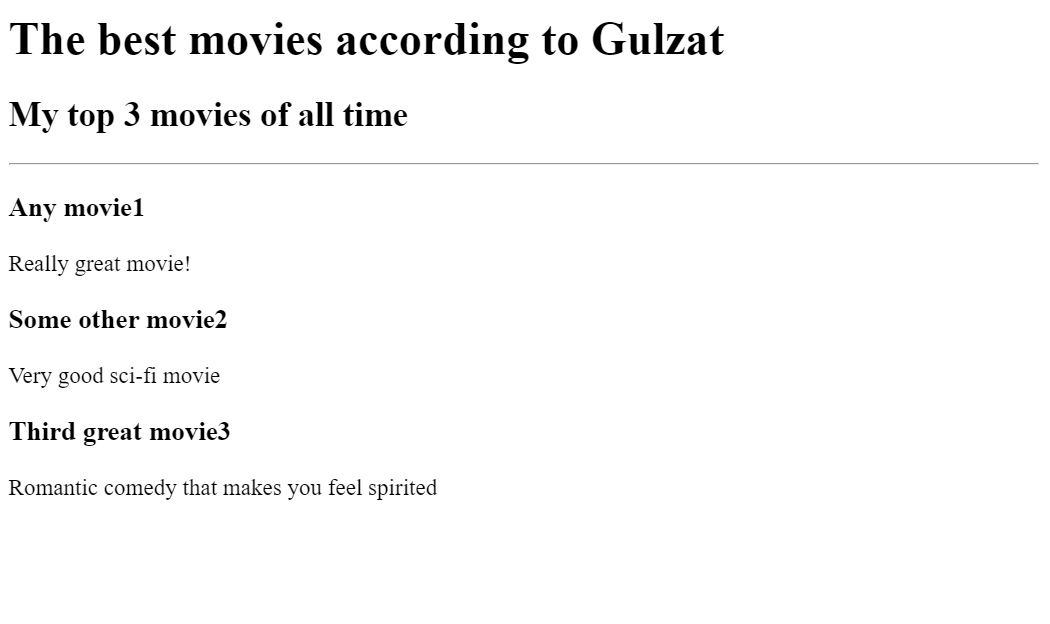 The best movies according to Gulzat
My top 3 movies of all time
Any movie1
Really great movie!
Some other movie2
Very good sci-fi movie
Third great movie3
Romantic comedy that makes you feel spirited